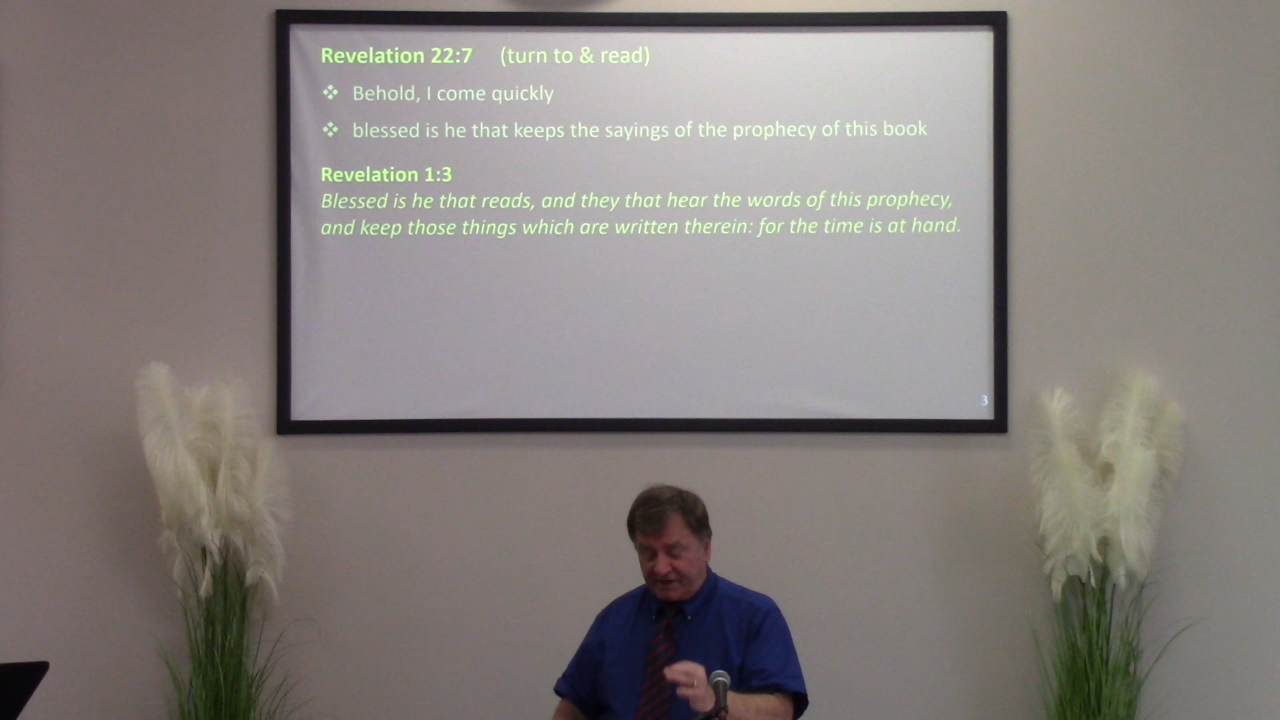 Revelation 22:7 (turn to & read)
❖ Behold, I come quickly
❖ blessed is he that keeps the sayings of the prophecy of this book
Revelation 1:3
Blessed is he that reads, and they that hear the words of this prophecy,
and keep those things which are written therein: for the time is at hand.
3